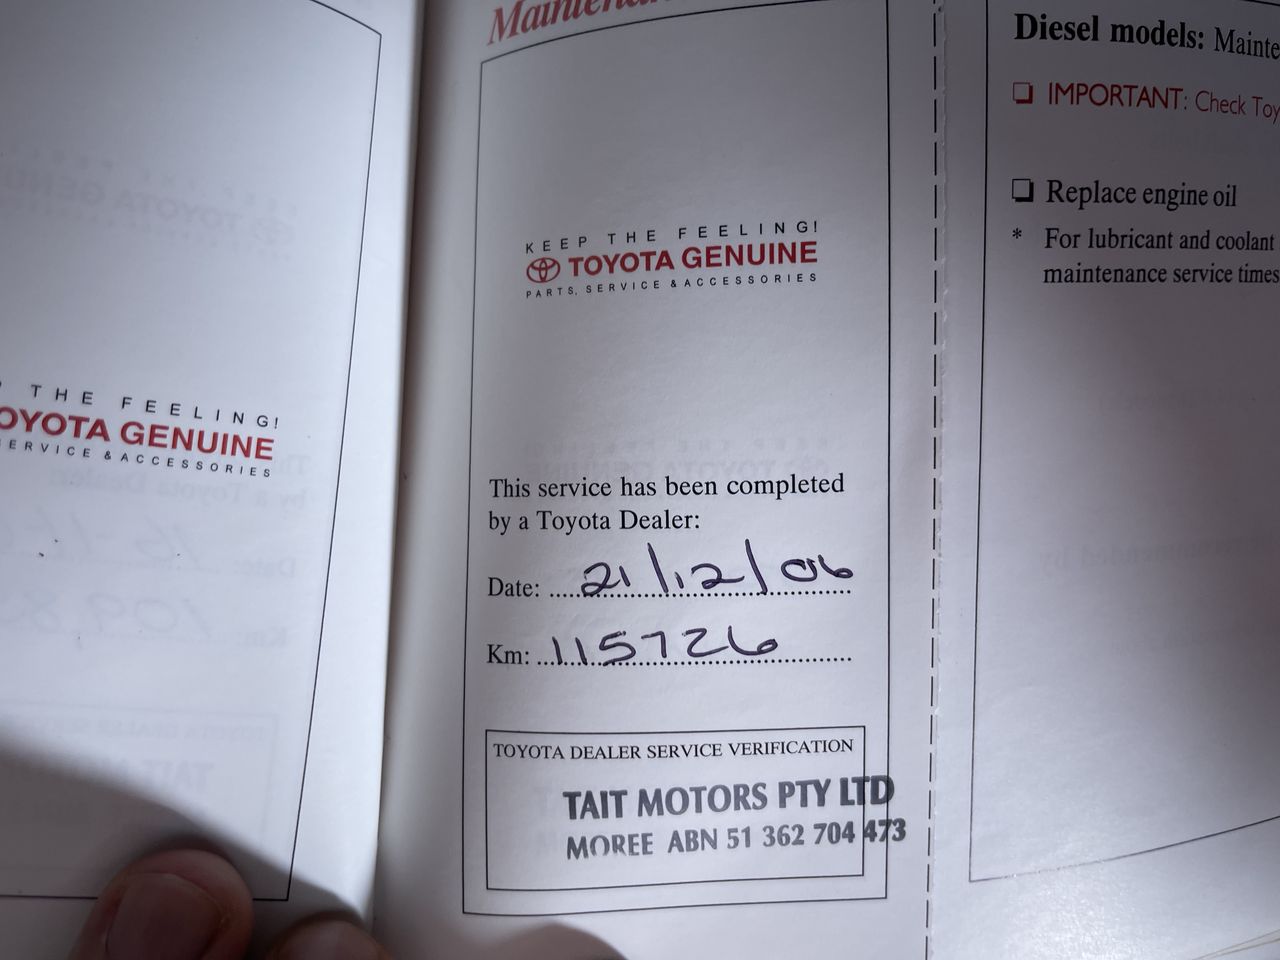 THE FEELING!
TOYOTA GENUINE
SERVICE & ACCESSORIES
KEEP THE FEELING!
TOYOTA GENUINE
PARTS, SERVICE & ACCESSORIES
This service has been completed
by a Toyota Dealer:
Date: 21/12/06
Km: 115726
TOYOTA DEALER SERVICE VERIFICATION
TAIT MOTORS PTY LTD
MOREE ABN 51 362 704 473
Diesel models: Mainte
❏ IMPORTANT: Check Toy
❏ Replace engine oil
* For lubricant and coolant
maintenance service times